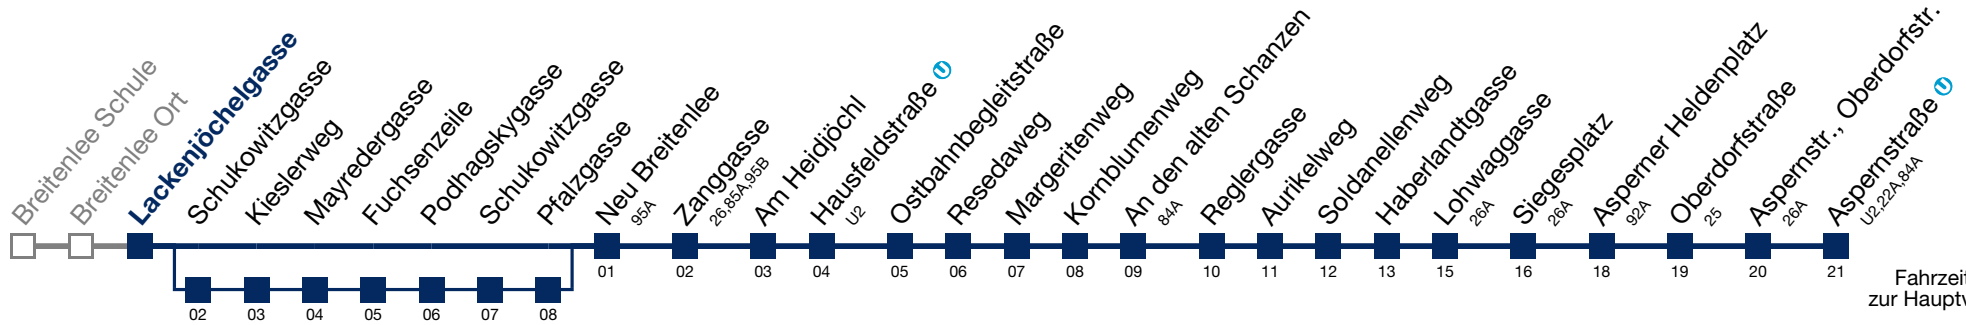 Breitenlee Schule
Breitenlee Ort
Lackenjöchelgasse
Schukowitzgasse
Kieslerweg
Mayredergasse
Fuchsenzeile
Podhagskygasse
Schukowitzgasse
Pfalzgasse
Neu Breitenlee
95A
Zanggasse
26,85A,95B
Am Heidjöchl
Hausfeldstraße U
U2
Ostbahnbegleitstraße
Resedaweg
Margeritenweg
Kornblumenweg
An den alten Schanzen
84A
Reglergasse
Aurikelweg
Soldanellenweg
Haberlandtgasse
Lohwaggasse
26A
Siegesplatz
26A
Asperner Heldenplatz
92A
Oberdorfstraße
25
Aspernstr., Oberdorfstr.
26A
Aspernstraße U
U2,22A,84A
01 02 03 04 05 06 07 08 09 10 11 12 13 15 16 18 19 20 21
02 03 04 05 06 07 08
Fahrzeit
zur Hauptv